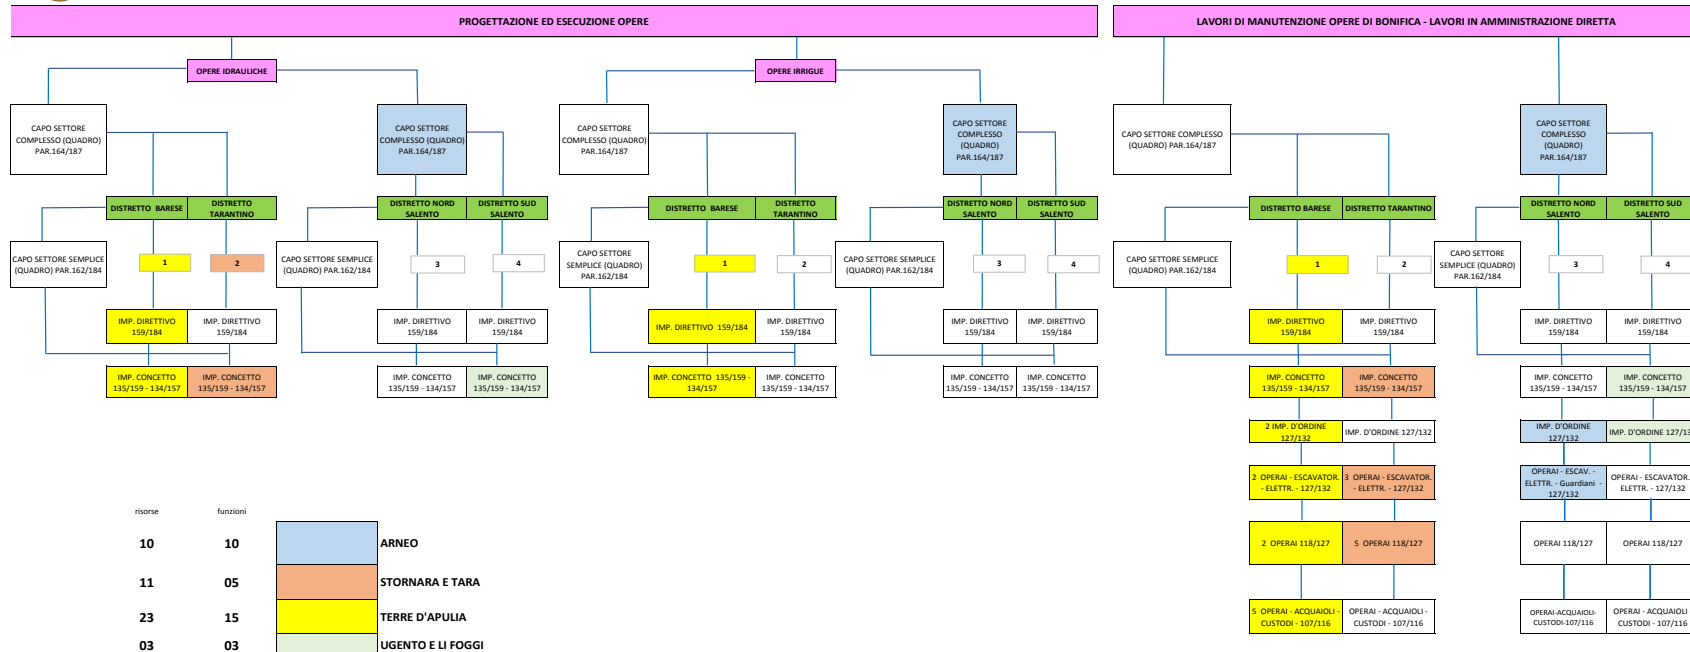 PROGETTAZIONE ED ESECUZIONE OPERE
LAVORI DI MANUTENZIONE OPERE DI BONIFICA - LAVORI IN AMMINISTRAZIONE DIRETTA
OPERE IDRAULICHE
OPERE IRRIGUE
CAPO SETTORE
COMPLESSO (QUADRO)
PAR.164/187
CAPO SETTORE
COMPLESSO (QUADRO)
PAR.164/187
CAPO SETTORE
COMPLESSO (QUADRO)
PAR.164/187
CAPO SETTORE
COMPLESSO
(QUADRO)
PAR.164/187
CAPO SETTORE COMPLESSO
(QUADRO) PAR.164/187
CAPO SETTORE
COMPLESSO
(QUADRO)
PAR.164/187
DISTRETTO BARESE
DISTRETTO
TARANTINO
DISTRETTO NORD
SALENTO
DISTRETTO SUD
SALENTO
DISTRETTO BARESE
DISTRETTO
TARANTINO
DISTRETTO NORD
SALENTO
DISTRETTO SUD
SALENTO
DISTRETTO BARESE
DISTRETTO TARANTINO
DISTRETTO NORD
SALENTO
DISTRETTO SUD
SALENTO
CAPO SETTORE SEMPLICE
(QUADRO) PAR.162/184
1
2
CAPO SETTORE SEMPLICE
(QUADRO) PAR.162/184
3
4
CAPO SETTORE
SEMPLICE (QUADRO)
PAR.162/184
1
2
CAPO SETTORE SEMPLICE
(QUADRO) PAR.162/184
3
4
CAPO SETTORE SEMPLICE
(QUADRO) PAR.162/184
1
2
CAPO SETTORE
SEMPLICE (QUADRO)
PAR.162/184
3
4
IMP. DIRETTIVO
159/184
IMP. DIRETTIVO
159/184
IMP. DIRETTIVO
159/184
IMP. DIRETTIVO
159/184
IMP. DIRETTIVO 159/184
IMP. DIRETTIVO
159/184
IMP. DIRETTIVO
159/184
IMP. DIRETTIVO
159/184
IMP. DIRETTIVO
159/184
IMP. DIRETTIVO
159/184
IMP. DIRETTIVO
159/184
IMP. DIRETTIVO
159/184
IMP. CONCETTO
135/159 - 134/157
IMP. CONCETTO
135/159 - 134/157
IMP. CONCETTO
135/159 - 134/157
IMP. CONCETTO
135/159 - 134/157
IMP. CONCETTO 135/159 -
134/157
IMP. CONCETTO
135/159 - 134/157
IMP. CONCETTO
135/159 - 134/157
IMP. CONCETTO
135/159 - 134/157
IMP. CONCETTO
135/159 - 134/157
IMP. CONCETTO
135/159 - 134/157
IMP. CONCETTO
135/159 - 134/157
IMP. CONCETTO
135/159 - 134/157
2 IMP. D'ORDINE
127/132
IMP. D'ORDINE 127/132
IMP. D'ORDINE
127/132
IMP. D'ORDINE 127/13
2 OPERAI - ESCAVATOR.
- ELETTR. - 127/132
3 OPERAI - ESCAVATOR.
- ELETTR. - 127/132
OPERAI - ESCAV. -
ELETTR. - Guardiani -
127/132
OPERAI - ESCAVATOR.
ELETTR. - 127/132
2 OPERAI 118/127
5 OPERAI 118/127
OPERAI 118/127
OPERAI 118/127
5 OPERAI - ACQUAIOLI -
CUSTODI - 107/116
OPERAI - ACQUAIOLI -
CUSTODI - 107/116
OPERAI-ACQUAIOLI-
CUSTODI-107/116
OPERAI - ACQUAIOLI
CUSTODI - 107/116
risorse funzioni
10 10 ARNEO
11 05 STORNARA E TARA
23 15 TERRE D'APULIA
03 03 UGENTO E LI FOGGI